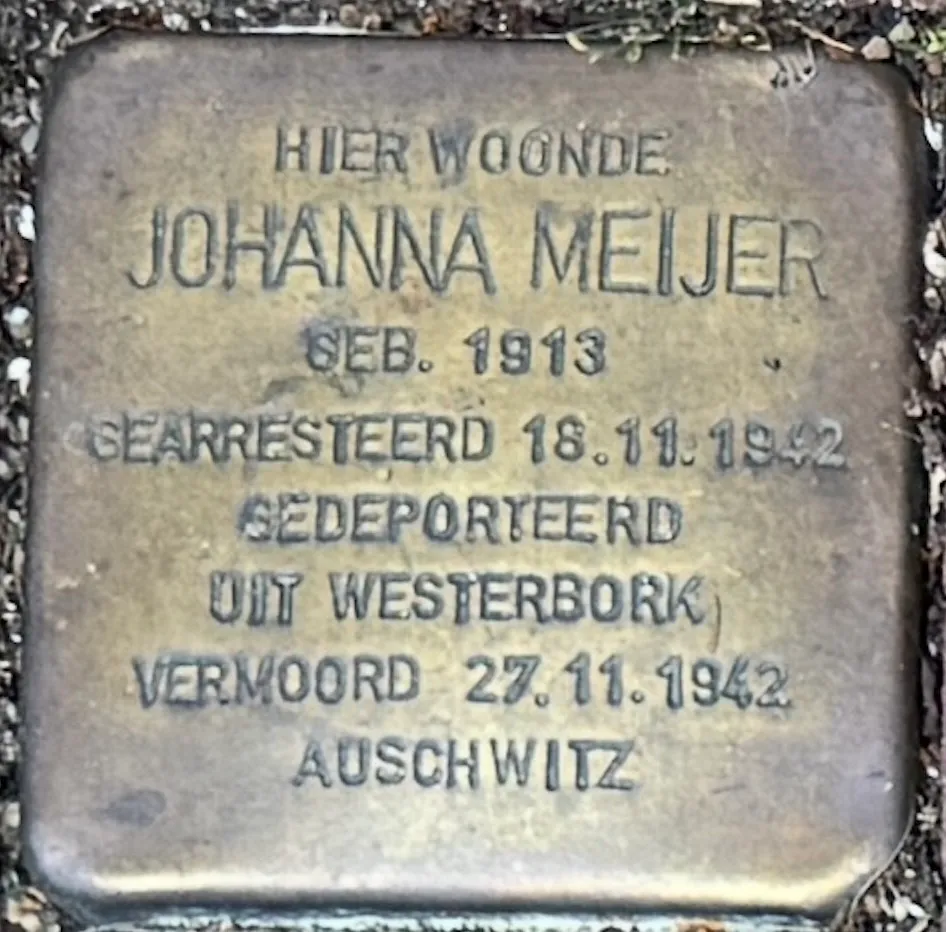 HIER WOONDE
JOHANNA MEIJER
GEB. 1913
GEARRESTEERD 18.11.1942
GEDEPORTEERD
UIT WESTERBORK
VERMOORD 27.11.1942
AUSCHWITZ